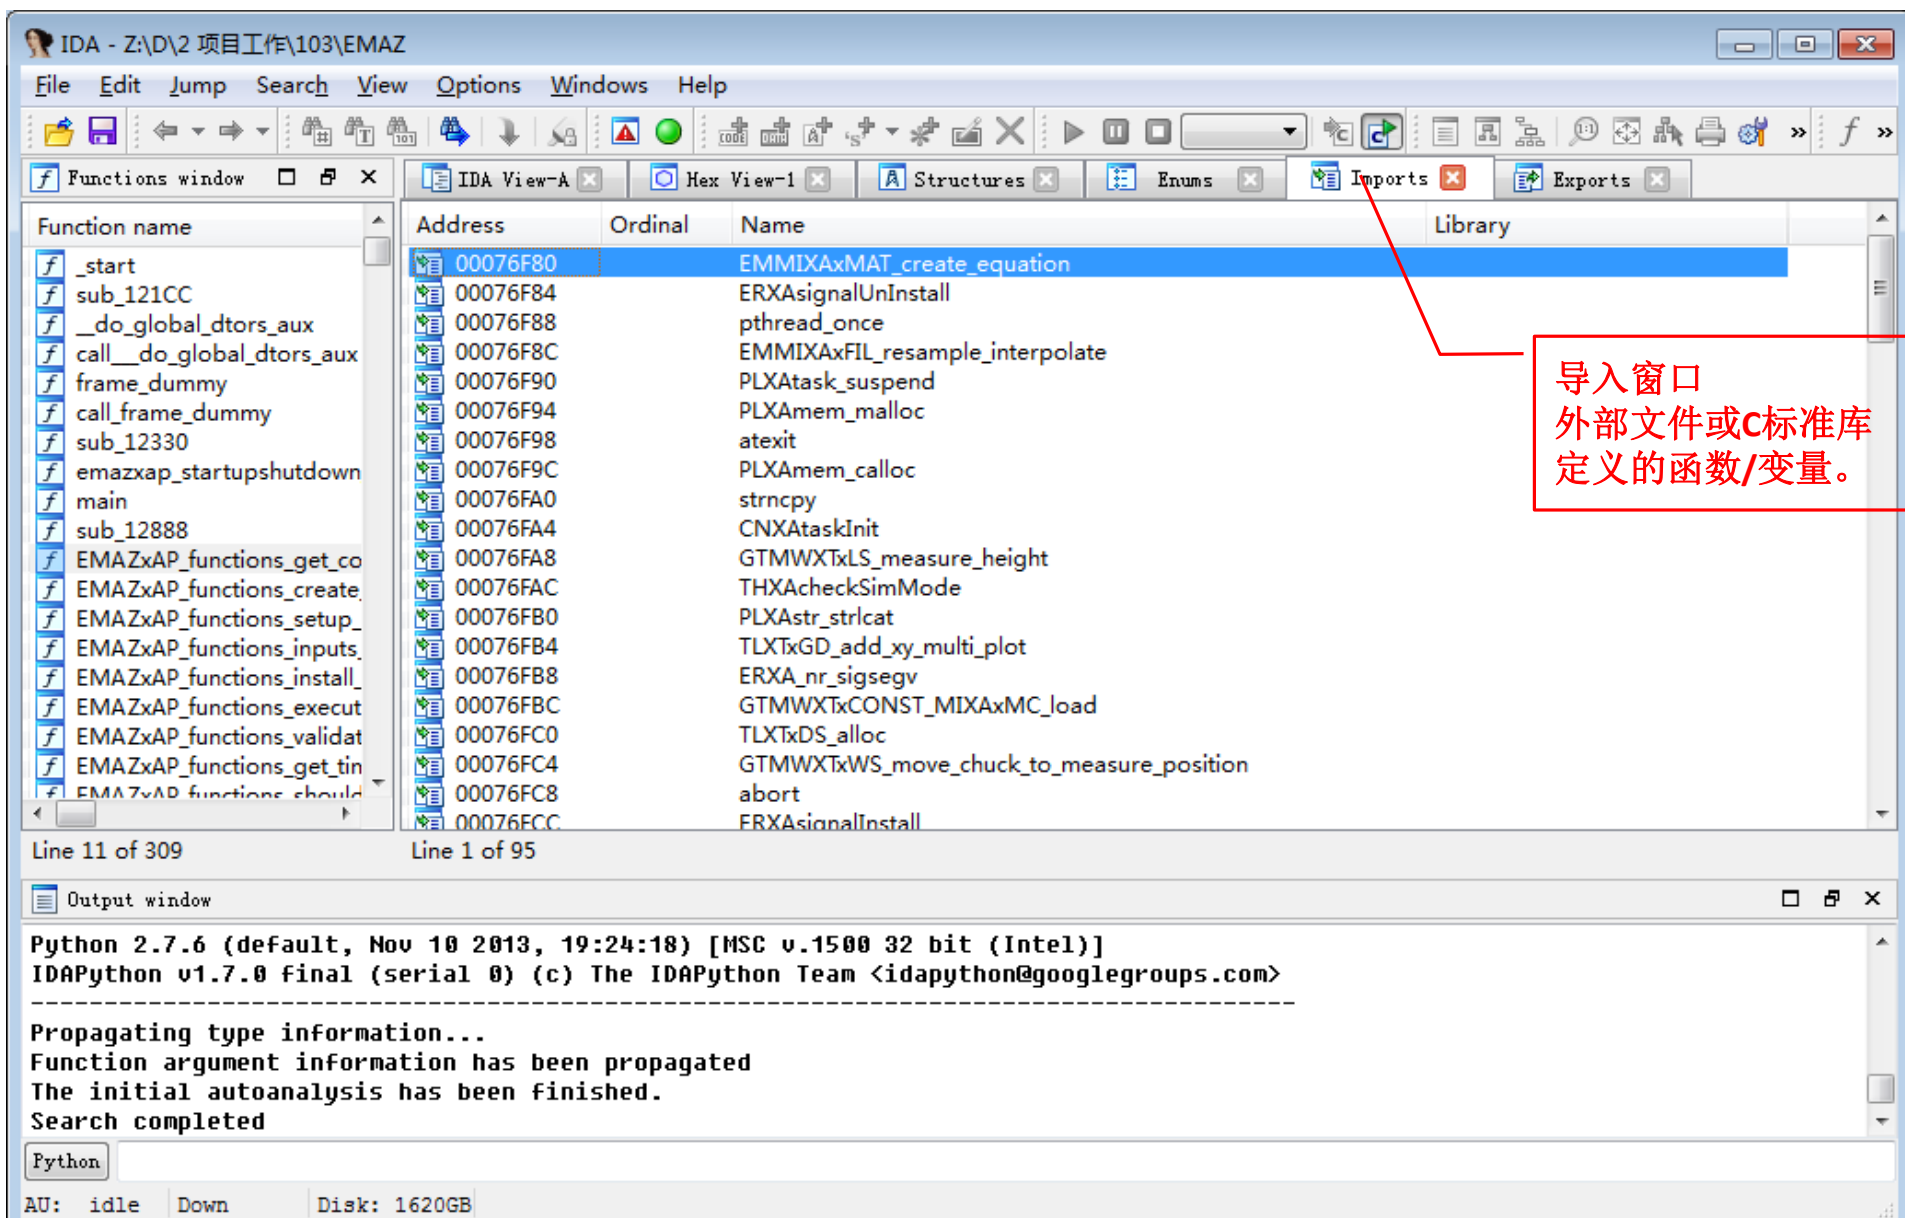 IDA - Z:\D\2 项目工作\103\EMAZ
File Edit Jump Search View Options Windows Help
Functions window
IDA View-A Hex View-1 Structures Enums Imports Exports
Function name
_start
sub_121CC
__do_global_dtors_aux
call___do_global_dtors_aux
frame_dummy
call_frame_dummy
sub_12330
emazxap_startupshutdown
main
sub_12888
EMAZxAP_functions_get_co
EMAZxAP_functions_create_
EMAZxAP_functions_setup_
EMAZxAP_functions_inputs_
EMAZxAP_functions_install_
EMAZxAP_functions_execut
EMAZxAP_functions_validat
EMAZxAP_functions_get_tin
EMAZxAP_functions_should
Line 11 of 309
Address Ordinal Name Library
00076F80 EMMIXAxMAT_create_equation
00076F84 ERXAsignalUnInstall
00076F88 pthread_once
00076F8C EMMIXAxFIL_resample_interpolate
00076F90 PLXAtask_suspend
00076F94 PLXAmem_malloc
00076F98 atexit
00076F9C PLXAmem_calloc
00076FA0 strncpy
00076FA4 CNXAtaskInit
00076FA8 GTMWXTxLS_measure_height
00076FAC THXAcheckSimMode
00076FB0 PLXAstr_strlcat
00076FB4 TLXTxGD_add_xy_multi_plot
00076FB8 ERXA_nr_sigsegv
00076FBC GTMWXTxCONST_MIXAxMC_load
00076FC0 TLXTxDS_alloc
00076FC4 GTMWXTxWS_move_chuck_to_measure_position
00076FC8 abort
00076FCC ERXAsignalInstall
Line 1 of 95
导入窗口
外部文件或C标准库
定义的函数/变量。
Output window
Python 2.7.6 (default, Nov 10 2013, 19:24:18) [MSC v.1500 32 bit (Intel)]
IDAPython v1.7.0 final (serial 0) (c) The IDAPython Team <idapython@googlegroups.com>
--------------------------------------------------------------------------------------
Propagating type information...
Function argument information has been propagated
The initial autoanalysis has been finished.
Search completed
Python
AU: idle Down Disk: 1620GB